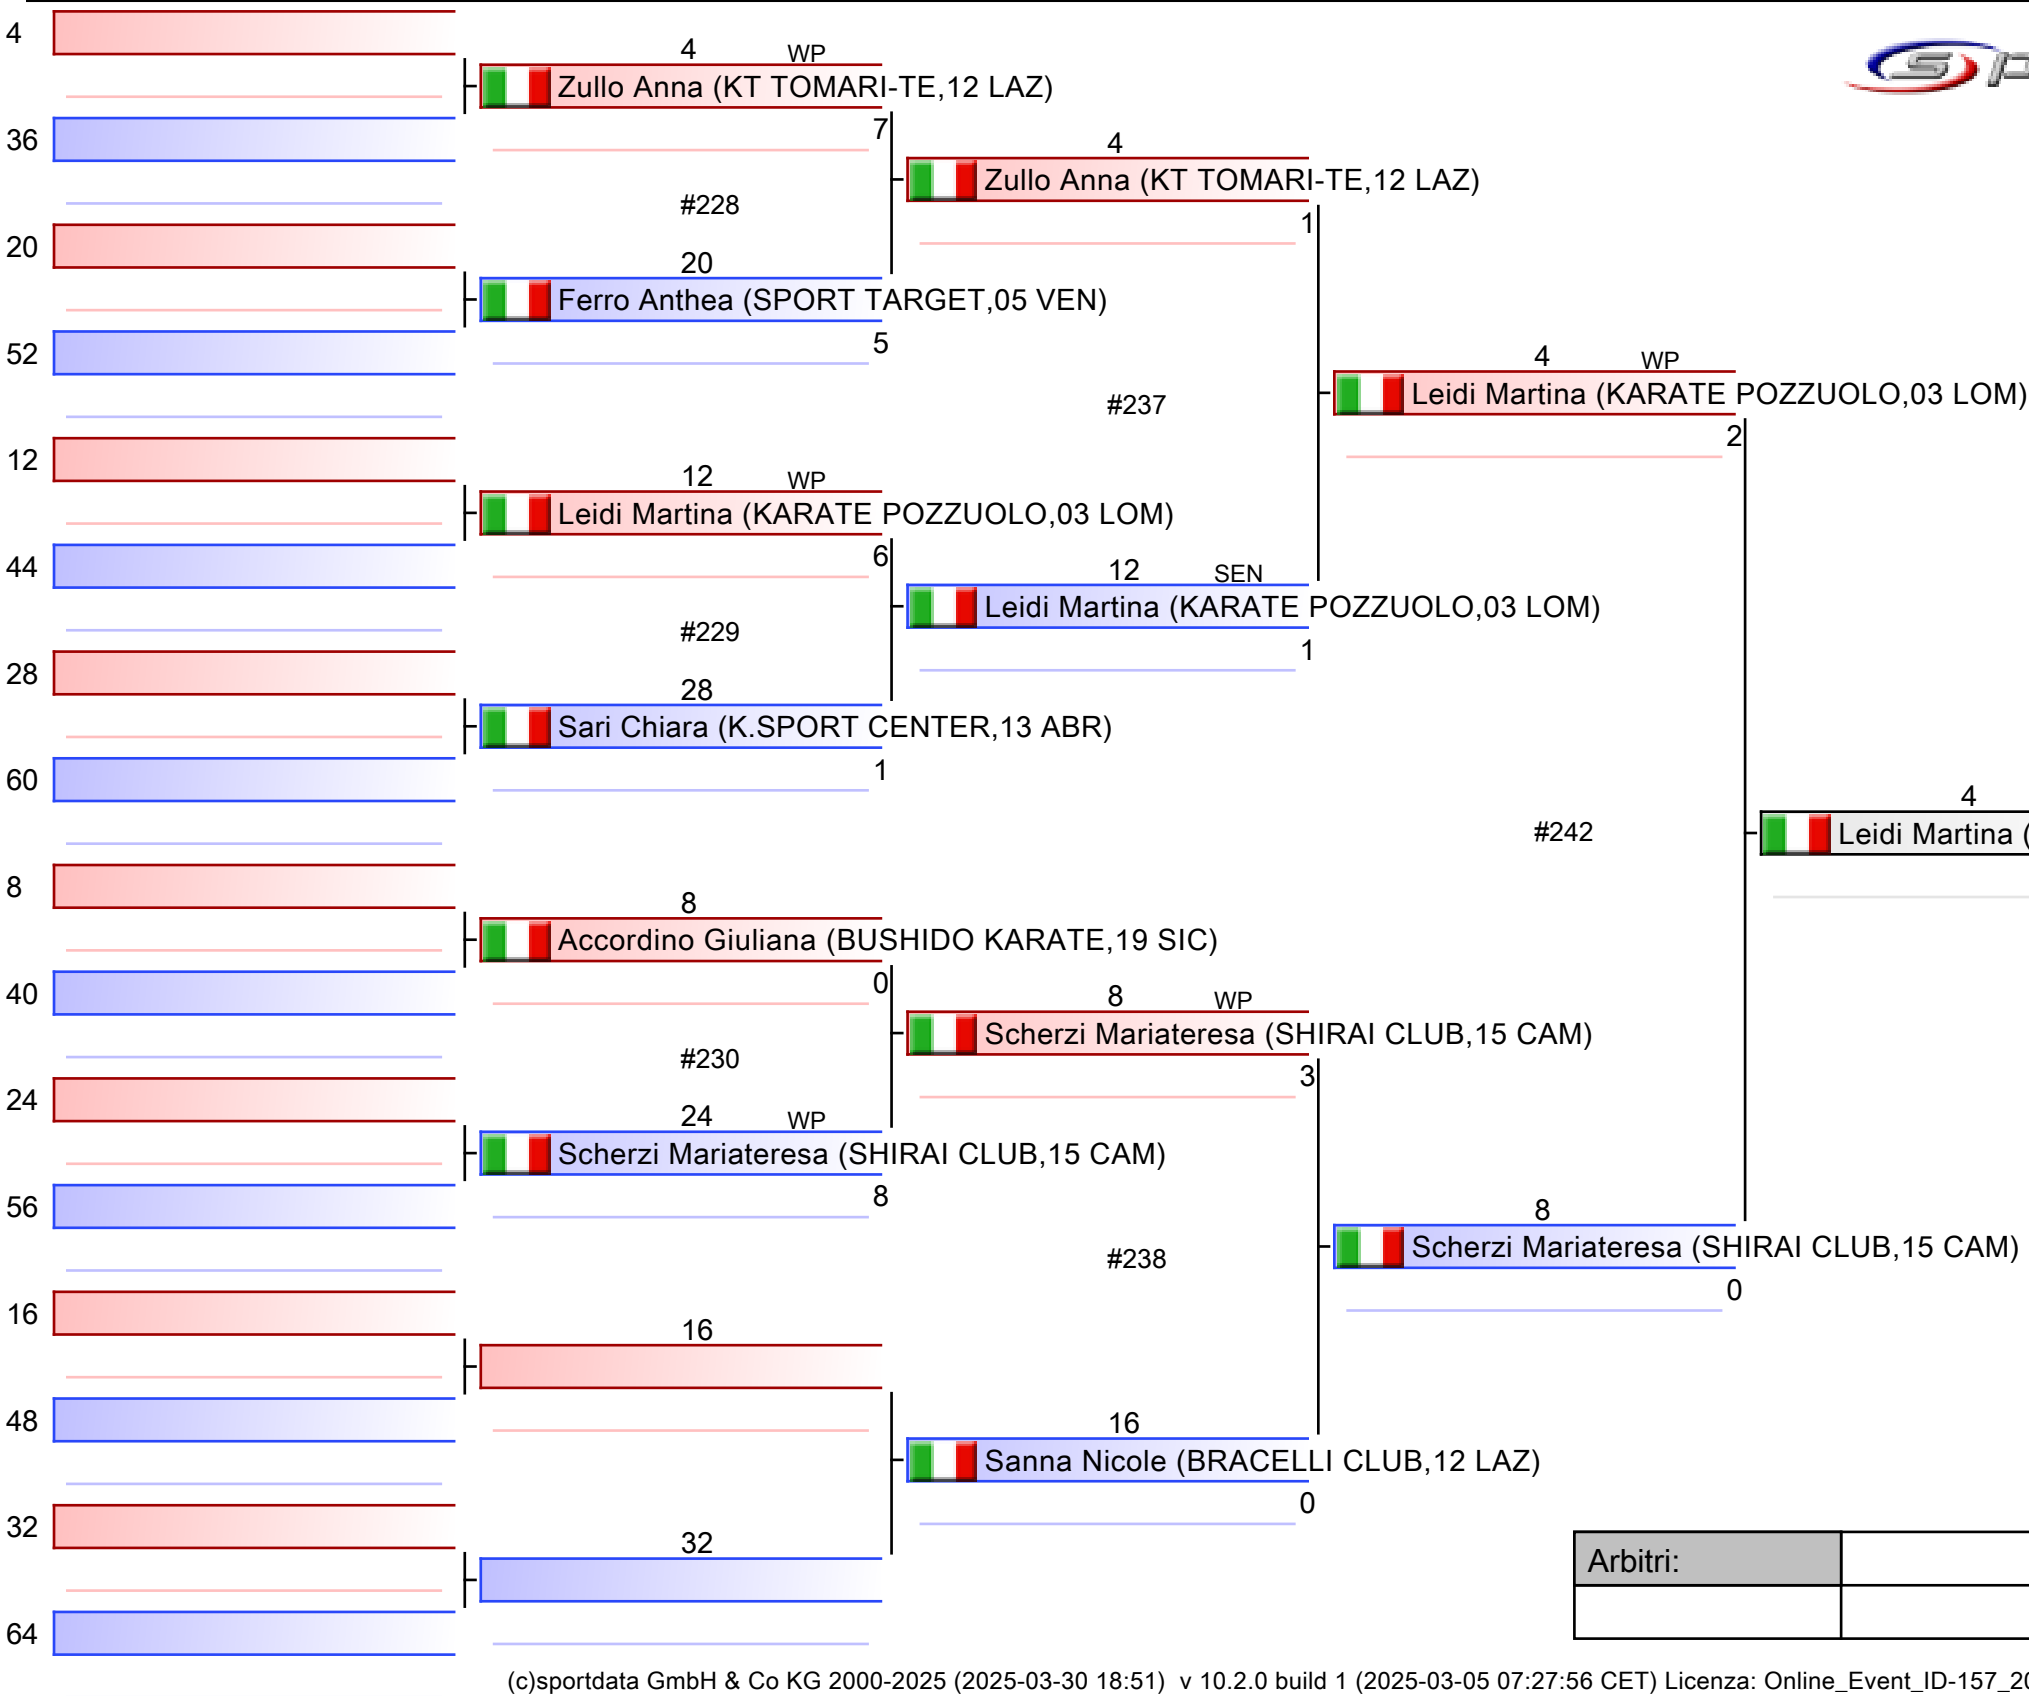 4
4 WP
Zullo Anna (KT TOMARI-TE,12 LAZ)
7
36
4
Zullo Anna (KT TOMARI-TE,12 LAZ)
1
#228
20
20
Ferro Anthea (SPORT TARGET,05 VEN)
5
52
4 WP
Leidi Martina (KARATE POZZUOLO,03 LOM)
2
#237
12
12 WP
Leidi Martina (KARATE POZZUOLO,03 LOM)
6
44
12 SEN
Leidi Martina (KARATE POZZUOLO,03 LOM)
1
#229
28
28
Sari Chiara (K.SPORT CENTER,13 ABR)
1
60
4
Leidi Martina (
#242
8
8
Accordino Giuliana (BUSHIDO KARATE,19 SIC)
0
40
8 WP
Scherzi Mariateresa (SHIRAI CLUB,15 CAM)
3
#230
24
24 WP
Scherzi Mariateresa (SHIRAI CLUB,15 CAM)
8
56
8
Scherzi Mariateresa (SHIRAI CLUB,15 CAM)
0
#238
16
16
48
16
Sanna Nicole (BRACELLI CLUB,12 LAZ)
0
32
32
64
Arbitri:
(c)sportdata GmbH & Co KG 2000-2025 (2025-03-30 18:51) v 10.2.0 build 1 (2025-03-05 07:27:56 CET) Licenza: Online_Event_ID-157_20